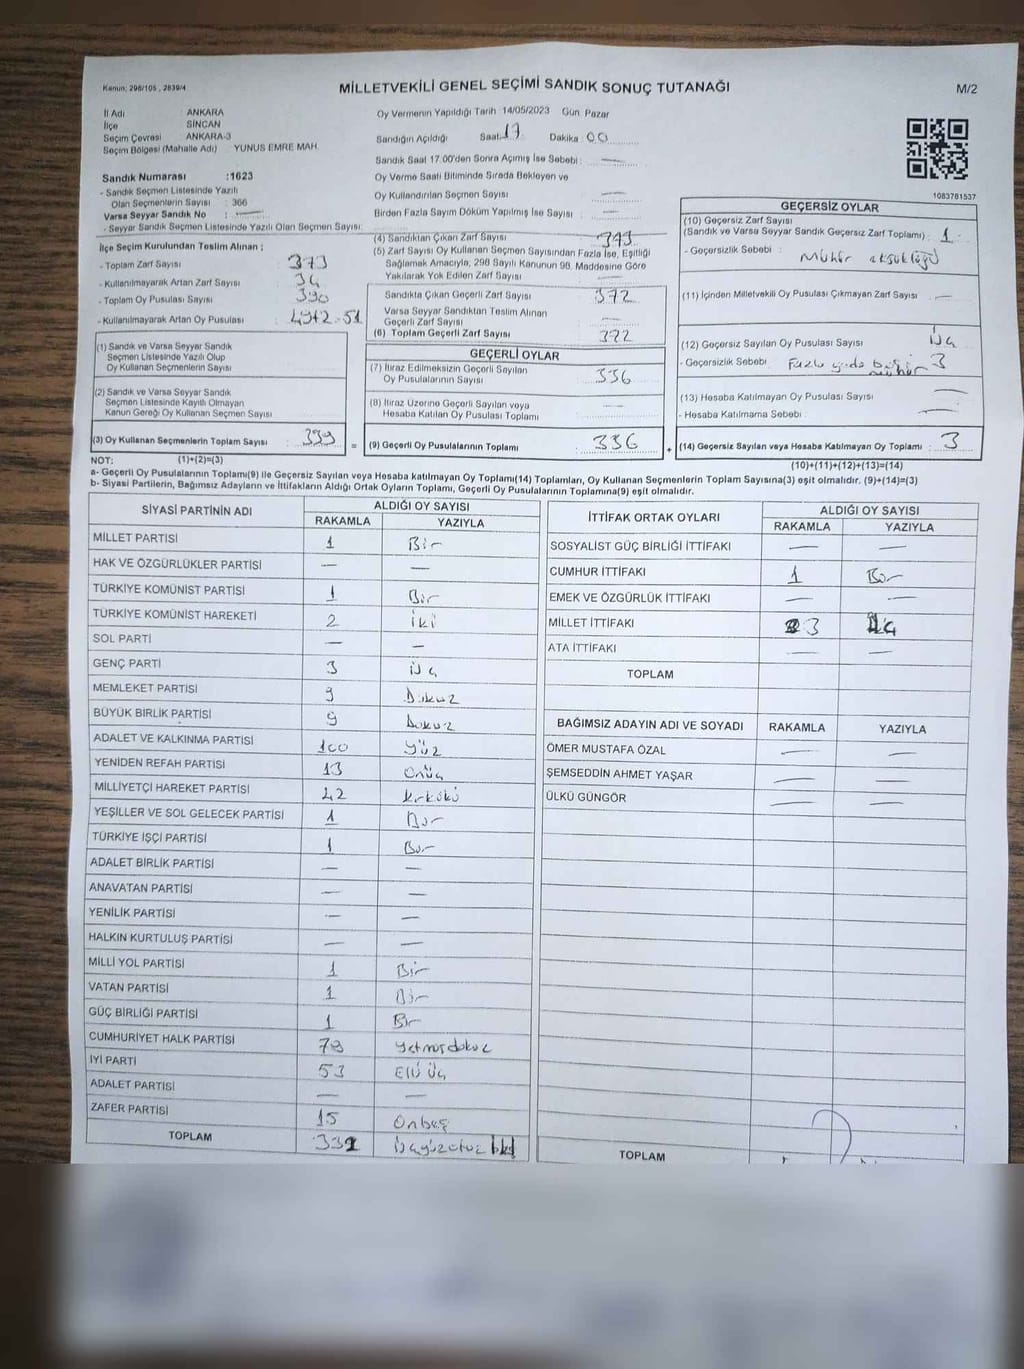 Kanun: 298/105 , 2839/4
MİLLETVEKİLİ GENEL SEÇİMİ SANDIK SONUÇ TUTANAĞI
M/2
İl Adı : ANKARA
İlçe : SİNCAN
Seçim Çevresi : ANKARA-3
Seçim Bölgesi (Mahalle Adı) : YUNUS EMRE MAH.
Sandık Numarası :1623
- Sandık Seçmen Listesinde Yazılı
Olan Seçmenlerin Sayısı : 366
Varsa Seyyar Sandık No : —
- Seyyar Sandık Seçmen Listesinde Yazılı Olan Seçmen Sayısı:
Oy Vermenin Yapıldığı Tarih :14/05/2023 Gün Pazar
Sandığın Açıldığı Saat: 17 Dakika 00
Sandık Saat 17.00'den Sonra Açılmış İse Sebebi : —
Oy Verme Saati Bitiminde Sırada Bekleyen ve
Oy Kullandırılan Seçmen Sayısı —
Birden Fazla Sayım Döküm Yapılmış İse Sayısı : —
1083781537
İlçe Seçim Kurulundan Teslim Alınan ;
- Toplam Zarf Sayısı : 373
- Kullanılmayarak Artan Zarf Sayısı : 34
- Toplam Oy Pusulası Sayısı : 390
- Kullanılmayarak Artan Oy Pusulası :
(1) Sandık ve Varsa Seyyar Sandık
Seçmen Listesinde Yazılı Olup
Oy Kullanan Seçmenlerin Sayısı
(2) Sandık ve Varsa Seyyar Sandık
Seçmen Listesinde Kayıtlı Olmayan
Kanun Gereği Oy Kullanan Seçmen Sayısı
(3) Oy Kullanan Seçmenlerin Toplam Sayısı : 339
(4) Sandıktan Çıkan Zarf Sayısı :
(5) Zarf Sayısı Oy Kullanan Seçmen Sayısından Fazla İse, Eşitliği
Sağlamak Amacıyla, 298 Sayılı Kanunun 98. Maddesine Göre
Yakılarak Yok Edilen Zarf Sayısı —
Sandıkta Çıkan Geçerli Zarf Sayısı 372
Varsa Seyyar Sandıktan Teslim Alınan
Geçerli Zarf Sayısı —
(6) Toplam Geçerli Zarf Sayısı 372
GEÇERLİ OYLAR
(7) İtiraz Edilmeksizin Geçerli Sayılan
Oy Pusulalarının Sayısı 336
(8) İtiraz Üzerine Geçerli Sayılan veya
Hesaba Katılan Oy Pusulası Toplamı —
= (9) Geçerli Oy Pusulalarının Toplamı : 336
GEÇERSİZ OYLAR
(10) Geçersiz Zarf Sayısı
(Sandık ve Varsa Seyyar Sandık Geçersiz Zarf Toplamı) : 1
- Geçersizlik Sebebi : Mühür eksikliği
(11) İçinden Milletvekili Oy Pusulası Çıkmayan Zarf Sayısı —
(12) Geçersiz Sayılan Oy Pusulası Sayısı Üç
- Geçersizlik Sebebi : Fazla 3
(13) Hesaba Katılmayan Oy Pusulası Sayısı —
- Hesaba Katılmama Sebebi : —
+ (14) Geçersiz Sayılan veya Hesaba Katılmayan Oy Toplamı : 3
NOT: (1)+(2)=(3)
(10)+(11)+(12)+(13)=(14)
a- Geçerli Oy Pusulalarının Toplamı(9) ile Geçersiz Sayılan veya Hesaba katılmayan Oy Toplamı(14) Toplamları, Oy Kullanan Seçmenlerin Toplam Sayısına(3) eşit olmalıdır. (9)+(14)=(3)
b- Siyasi Partilerin, Bağımsız Adayların ve İttifakların Aldığı Oyların Toplamı, Geçerli Oy Pusulalarının Toplamına(9) eşit olmalıdır.
SİYASİ PARTİNİN ADI ALDIĞI OY SAYISI
RAKAMLA YAZIYLA
MİLLET PARTİSİ 1 Bir
HAK VE ÖZGÜRLÜKLER PARTİSİ — —
TÜRKİYE KOMÜNİST PARTİSİ 1 Bir
TÜRKİYE KOMÜNİST HAREKETİ 2 İki
SOL PARTİ — —
GENÇ PARTİ 3 Üç
MEMLEKET PARTİSİ 9 Dokuz
BÜYÜK BİRLİK PARTİSİ 9 Dokuz
ADALET VE KALKINMA PARTİSİ 100 Yüz
YENİDEN REFAH PARTİSİ 13 Onüç
MİLLİYETÇİ HAREKET PARTİSİ 42 Kırkiki
YEŞİLLER VE SOL GELECEK PARTİSİ 1 Bir
TÜRKİYE İŞÇİ PARTİSİ 1 Bir
ADALET BİRLİK PARTİSİ — —
ANAVATAN PARTİSİ — —
YENİLİK PARTİSİ — —
HALKIN KURTULUŞ PARTİSİ — —
MİLLİ YOL PARTİSİ 1 Bir
VATAN PARTİSİ 1 Bir
GÜÇ BİRLİĞİ PARTİSİ 1 Bir
CUMHURİYET HALK PARTİSİ 79 Yetmişdokuz
İYİ PARTİ 53 Elli Üç
ADALET PARTİSİ — —
ZAFER PARTİSİ 15 Onbeş
TOPLAM 332 Üçyüzotuz iki
İTTİFAK ORTAK OYLARI ALDIĞI OY SAYISI
RAKAMLA YAZIYLA
SOSYALİST GÜÇ BİRLİĞİ İTTİFAKI — —
CUMHUR İTTİFAKI 1 Bir
EMEK VE ÖZGÜRLÜK İTTİFAKI — —
MİLLET İTTİFAKI 3 Üç
ATA İTTİFAKI — —
TOPLAM
BAĞIMSIZ ADAYIN ADI VE SOYADI RAKAMLA YAZIYLA
ÖMER MUSTAFA ÖZAL — —
ŞEMSEDDİN AHMET YAŞAR — —
ÜLKÜ GÜNGÖR — —
TOPLAM